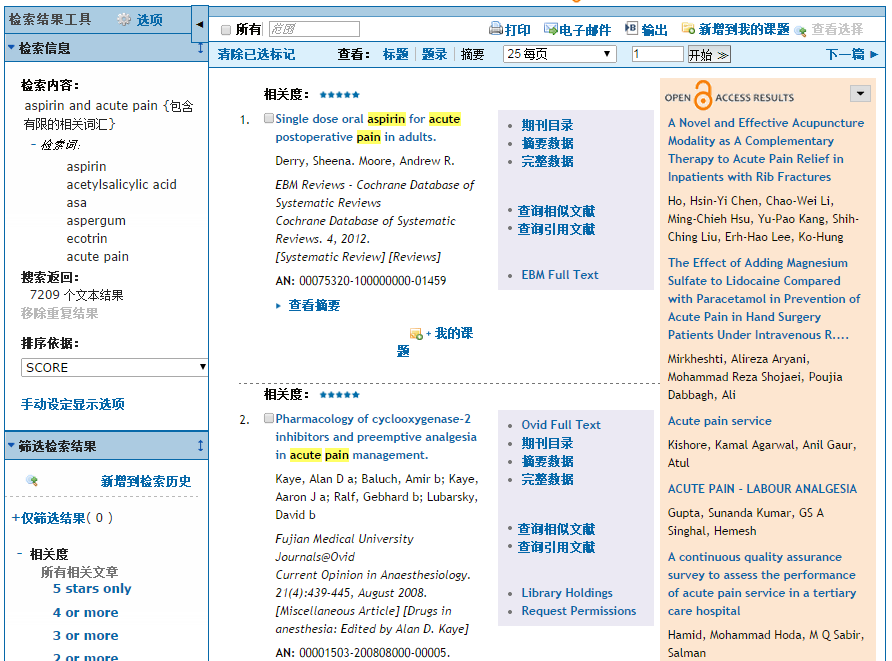 检索结果工具 选项
检索信息
检索内容:
aspirin and acute pain {包含
有限的相关词汇}
- 检索词:
aspirin
acetylsalicylic acid
asa
aspergum
ecotrin
acute pain
搜索返回:
7209 个文本结果
移除重复结果
排序依据:
SCORE
手动设定显示选项
筛选检索结果
新增到检索历史
+仅筛选结果( 0 )
- 相关度
所有相关文章
5 stars only
4 or more
3 or more
2 or more
所有 范围 打印 电子邮件 输出 新增到我的课题 查看选择
清除已选标记 查看: 标题 | 题录 | 摘要 25 每页 1 开始 ≫ 下一篇
相关度: ★★★★★
1. Single dose oral aspirin for acute
postoperative pain in adults.
Derry, Sheena. Moore, Andrew R.
EBM Reviews - Cochrane Database of
Systematic Reviews
Cochrane Database of Systematic
Reviews. 4, 2012.
[Systematic Review] [Reviews]
AN: 00075320-100000000-01459
查看摘要
+ 我的课
题
• 期刊目录
• 摘要数据
• 完整数据
• 查询相似文献
• 查询引用文献
• EBM Full Text
相关度: ★★★★★
2. Pharmacology of cyclooxygenase-2
inhibitors and preemptive analgesia
in acute pain management.
Kaye, Alan D a; Baluch, Amir b; Kaye,
Aaron J a; Ralf, Gebhard b; Lubarsky,
David b
Fujian Medical University
Journals@Ovid
Current Opinion in Anaesthesiology.
21(4):439-445, August 2008.
[Miscellaneous Article] [Drugs in
anesthesia: Edited by Alan D. Kaye]
AN: 00001503-200808000-00005.
• Ovid Full Text
• 期刊目录
• 摘要数据
• 完整数据
• 查询相似文献
• 查询引用文献
• Library Holdings
• Request Permissions
OPEN ACCESS RESULTS
A Novel and Effective Acupuncture
Modality as A Complementary
Therapy to Acute Pain Relief in
Inpatients with Rib Fractures
Ho, Hsin-Yi Chen, Chao-Wei Li,
Ming-Chieh Hsu, Yu-Pao Kang, Shih-
Ching Liu, Erh-Hao Lee, Ko-Hung
The Effect of Adding Magnesium
Sulfate to Lidocaine Compared
with Paracetamol in Prevention of
Acute Pain in Hand Surgery
Patients Under Intravenous R....
Mirkheshti, Alireza Aryani,
Mohammad Reza Shojaei, Poujia
Dabbagh, Ali
Acute pain service
Kishore, Kamal Agarwal, Anil Gaur,
Atul
ACUTE PAIN - LABOUR ANALGESIA
Gupta, Sunanda Kumar, GS A
Singhal, Hemesh
A continuous quality assurance
survey to assess the performance
of acute pain service in a tertiary
care hospital
Hamid, Mohammad Hoda, M Q Sabir,
Salman